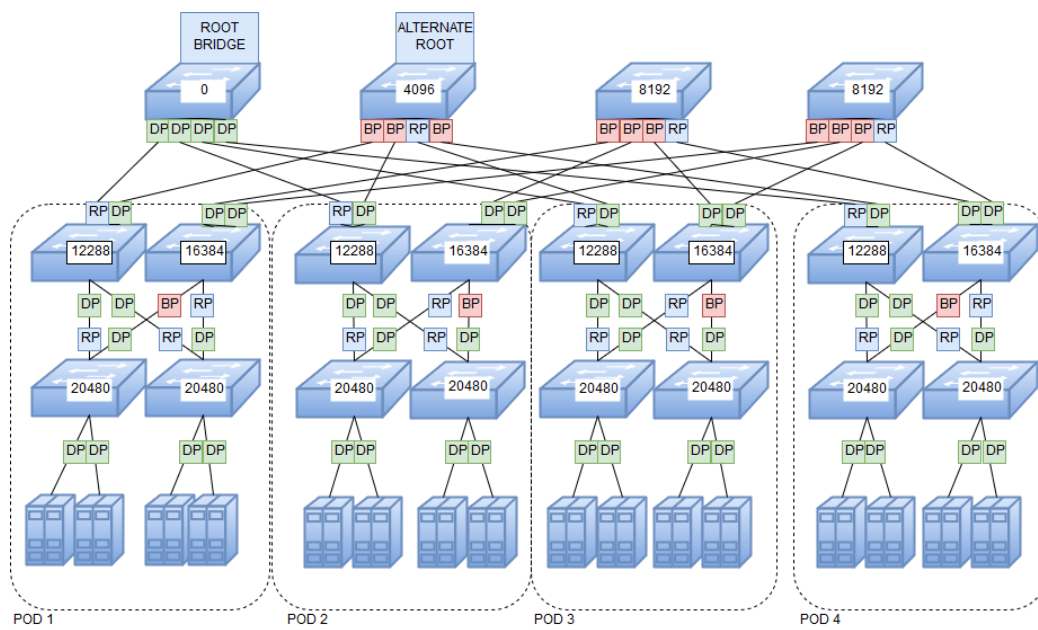 ROOT BRIDGE
ALTERNATE ROOT
0 4096 8192 8192
DP DP DP DP BP BP RP BP BP BP BP RP BP BP BP RP
RP DP DP DP RP DP DP DP RP DP DP DP RP DP DP DP
12288 16384 12288 16384 12288 16384 12288 16384
DP DP BP RP DP DP RP BP DP DP RP BP DP DP BP RP
RP DP RP DP RP DP RP DP RP DP RP DP RP DP RP DP
20480 20480 20480 20480 20480 20480 20480 20480
DP DP DP DP DP DP DP DP DP DP DP DP DP DP DP DP
POD 1 POD 2 POD 3 POD 4